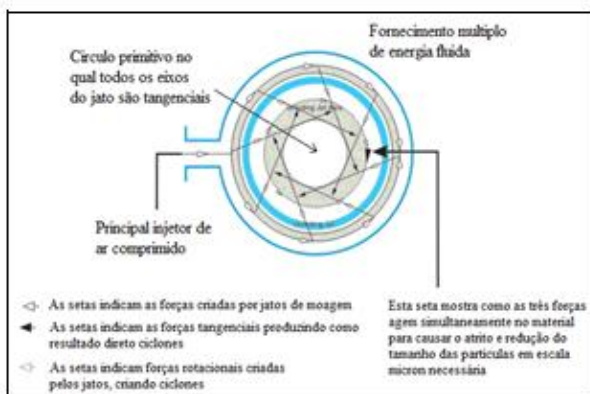 Fornecimento multiplo
de energia fluida
Circulo primitivo no
qual todos os eixos
do jato são tangenciais
Principal injetor de
ar comprimido
As setas indicam as forças criadas por jatos de moagem
As setas indicam as forças tangenciais produzindo como
resultado direto ciclones
As setas indicam forças rotacionais criadas
pelos jatos, criando ciclones
Esta seta mostra como as três forças
agem simultaneamente no material
para causar o atrito e redução do
tamanho das particulas em escala
micron necessária